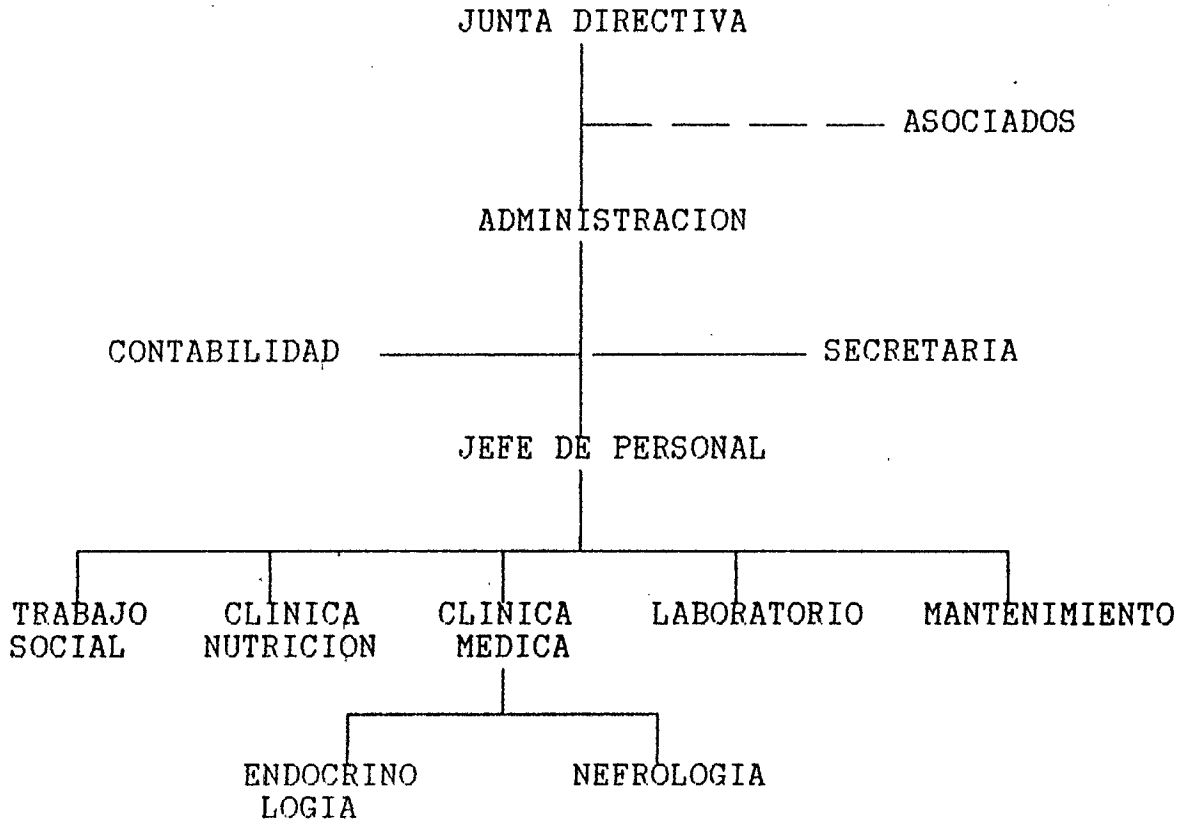 JUNTA DIRECTIVA
ASOCIADOS
ADMINISTRACION
CONTABILIDAD
SECRETARIA
JEFE DE PERSONAL
TRABAJO
SOCIAL
CLINICA
NUTRICION
CLINICA
MEDICA
LABORATORIO
MANTENIMIENTO
ENDOCRINO
LOGIA
NEFROLOGIA